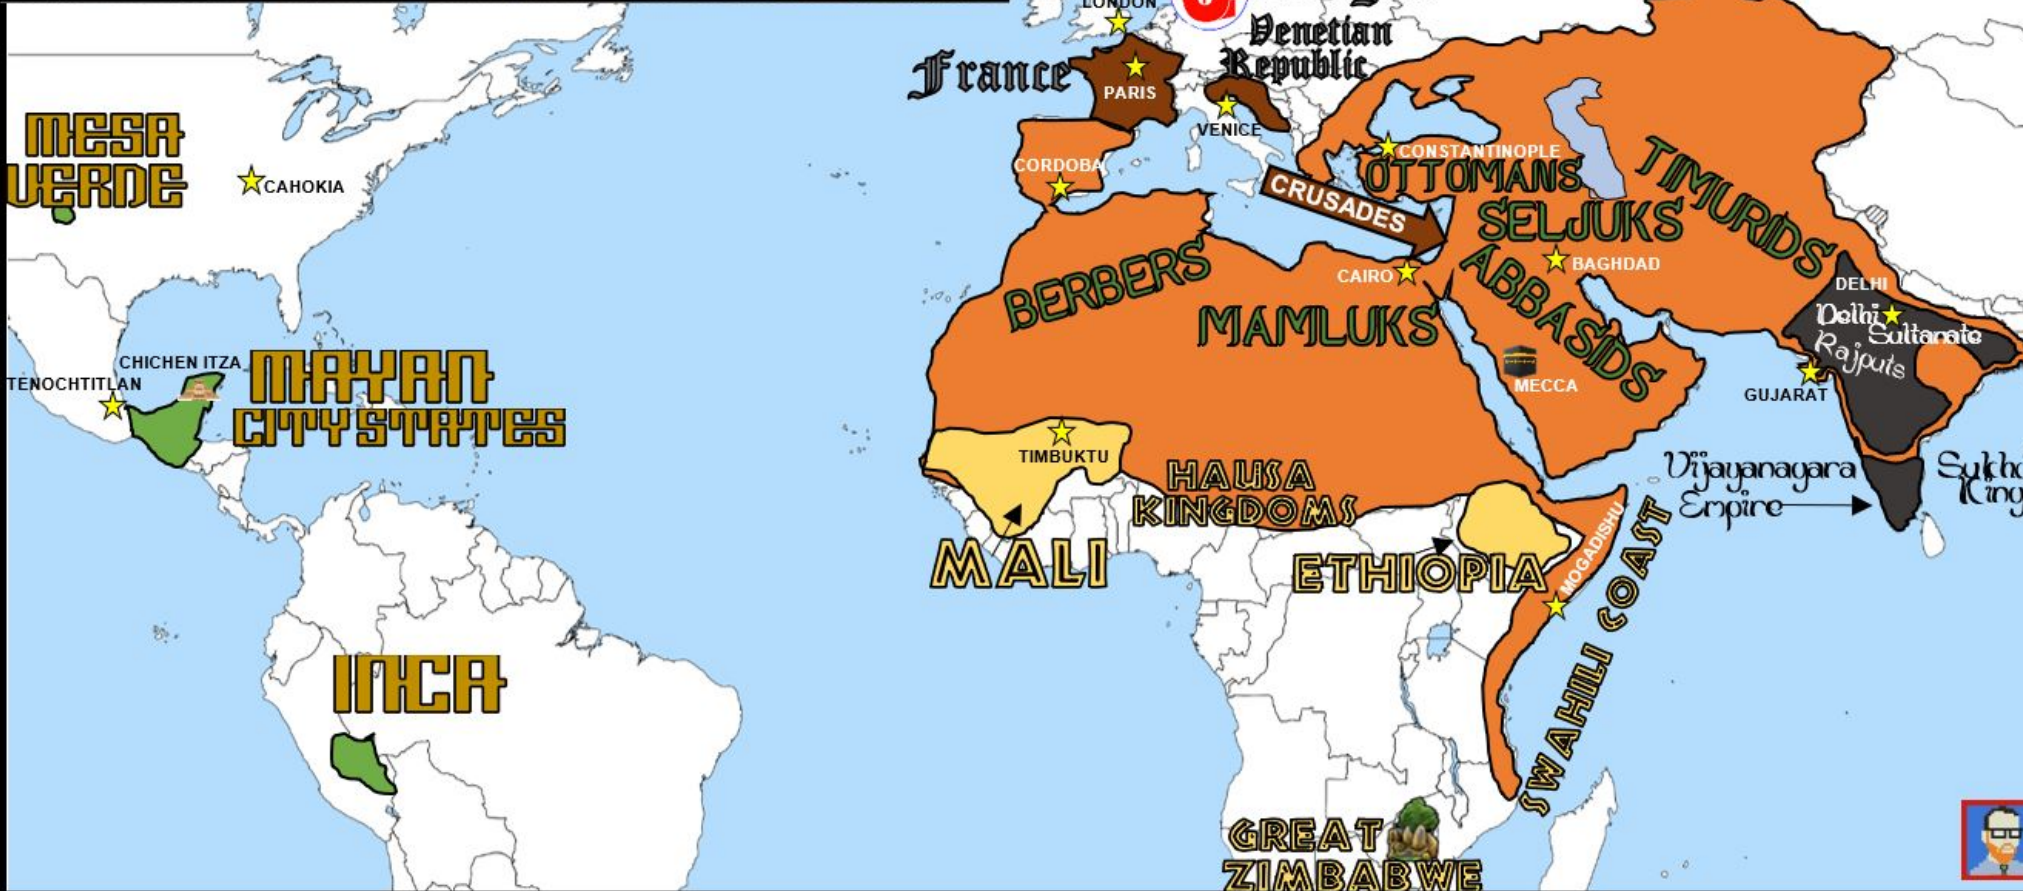 LONDON
Venetian
Republic
France
PARIS
VENICE
MESA
VERDE
CAHOKIA
CORDOBA
CONSTANTINOPLE
OTTOMANS
CRUSADES
SELJUKS
TIMURIDS
BERBERS
CAIRO
BAGHDAD
ABBASIDS
MAMLUKS
DELHI
Delhi
Sultanate
Rajputs
CHICHEN ITZA
MAYAN
CITY STATES
TENOCHTITLAN
MECCA
GUJARAT
TIMBUKTU
HAUSA
KINGDOMS
Vijayanagara
Empire
MALI
ETHIOPIA
MOGADISHU
SWAHILI COAST
INCA
GREAT
ZIMBABWE